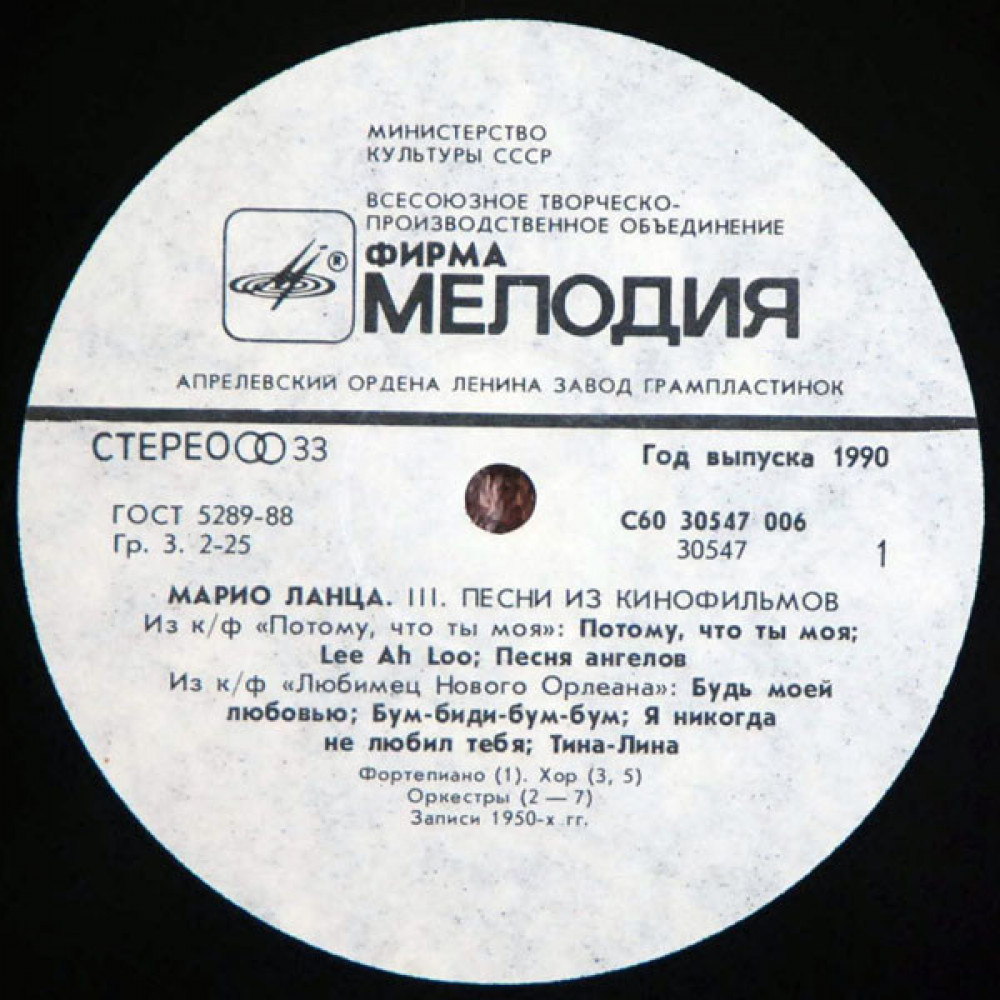 МИНИСТЕРСТВО
КУЛЬТУРЫ СССР
ВСЕСОЮЗНОЕ ТВОРЧЕСКО-
ПРОИЗВОДСТВЕННОЕ ОБЪЕДИНЕНИЕ
®
ФИРМА
МЕЛОДИЯ
АПРЕЛЕВСКИЙ ОРДЕНА ЛЕНИНА ЗАВОД ГРАМПЛАСТИНОК
СТЕРЕО 33
Год выпуска 1990
ГОСТ 5289-88
Гр. 3. 2-25
С60 30547 006
30547
1
МАРИО ЛАНЦА. III. ПЕСНИ ИЗ КИНОФИЛЬМОВ
Из к/ф «Потому, что ты моя»: Потому, что ты моя;
Lee Ah Loo; Песня ангелов
Из к/ф «Любимец Нового Орлеана»: Будь моей
любовью; Бум-биди-бум-бум; Я никогда
не любил тебя; Тина-Лина
Фортепиано (1). Хор (3, 5)
Оркестры (2 — 7)
Записи 1950-х гг.